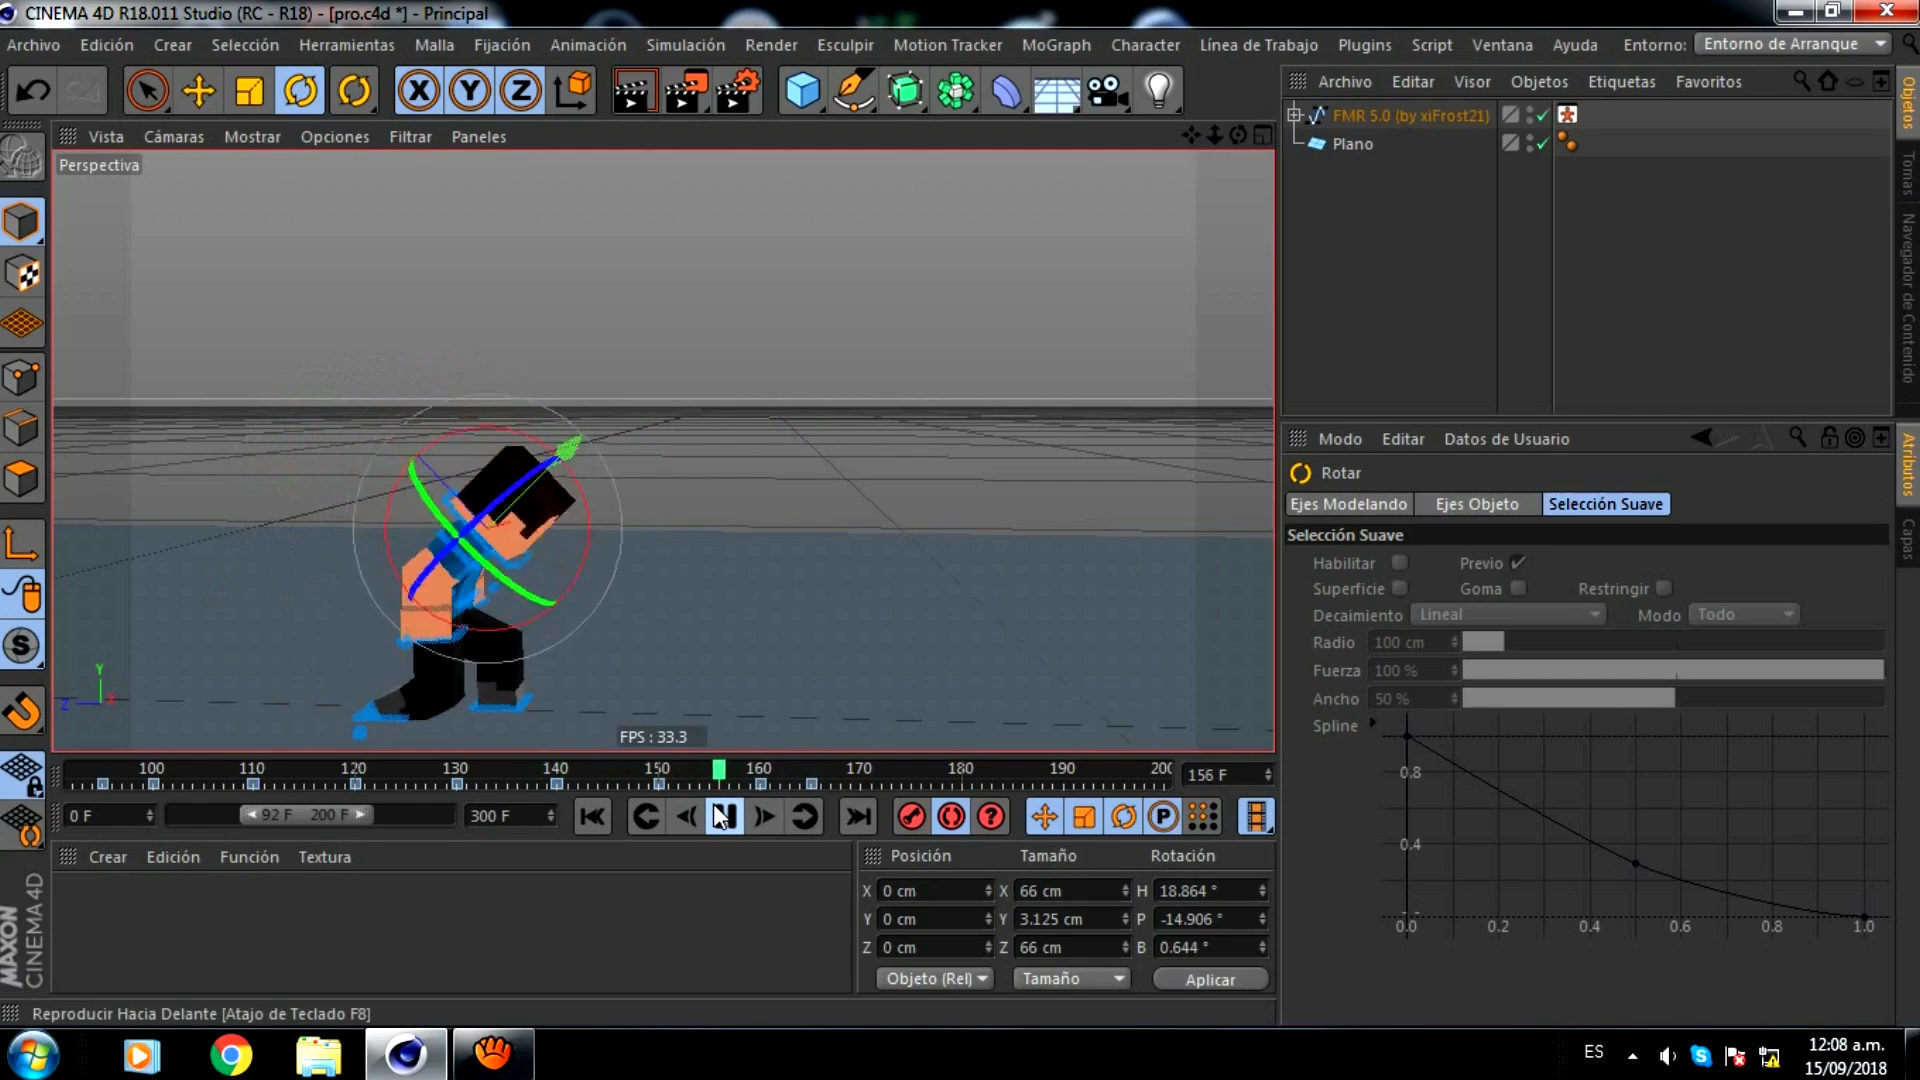 CINEMA 4D R18.011 Studio (RC - R18) - [pro.c4d *] - Principal
Archivo Edición Crear Selección Herramientas Malla Fijación Animación Simulación Render Esculpir Motion Tracker MoGraph Character Línea de Trabajo Plugins Script Ventana Ayuda Entorno: Entorno de Arranque
X Y Z
Archivo Editar Visor Objetos Etiquetas Favoritos
FMR 5.0 (by xiFrost21)
Plano
Vista Cámaras Mostrar Opciones Filtrar Paneles
Perspectiva
Y
Z X
FPS : 33.3
Objetos
Tomas
Navegador de Contenido
Modo Editar Datos de Usuario
Rotar
Ejes Modelando Ejes Objeto Selección Suave
Selección Suave
Habilitar Previo
Superficie Goma Restringir
Decaimiento Lineal Modo Todo
Radio 100 cm
Fuerza 100 %
Ancho 50 %
Spline
0.8
0.4
0.0 0.2 0.4 0.6 0.8 1.0
Atributos
Capas
100 110 120 130 140 150 160 170 180 190 200 156 F
0 F 92 F 200 F 300 F
P
Crear Edición Función Textura
Posición Tamaño Rotación
X 0 cm X 66 cm H 18.864 °
Y 0 cm Y 3.125 cm P -14.906 °
Z 0 cm Z 66 cm B 0.644 °
Objeto (Rel) Tamaño Aplicar
MAXON
CINEMA 4D
Reproducir Hacia Delante [Atajo de Teclado F8]
ES
12:08 a.m.
15/09/2018